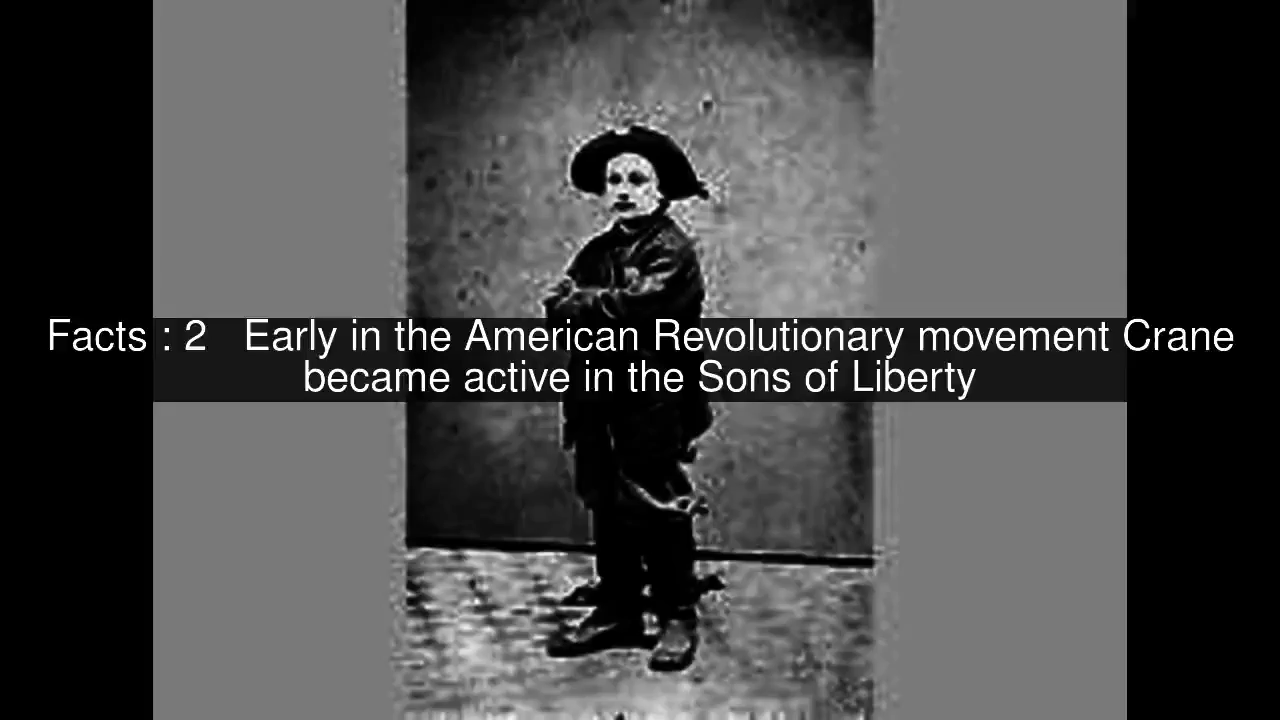 Facts : 2 Early in the American Revolutionary movement Crane
became active in the Sons of Liberty